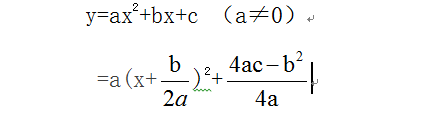 y=ax²+bx+c （a≠0）
=a(x+b/2a)²+4ac−b²/4a